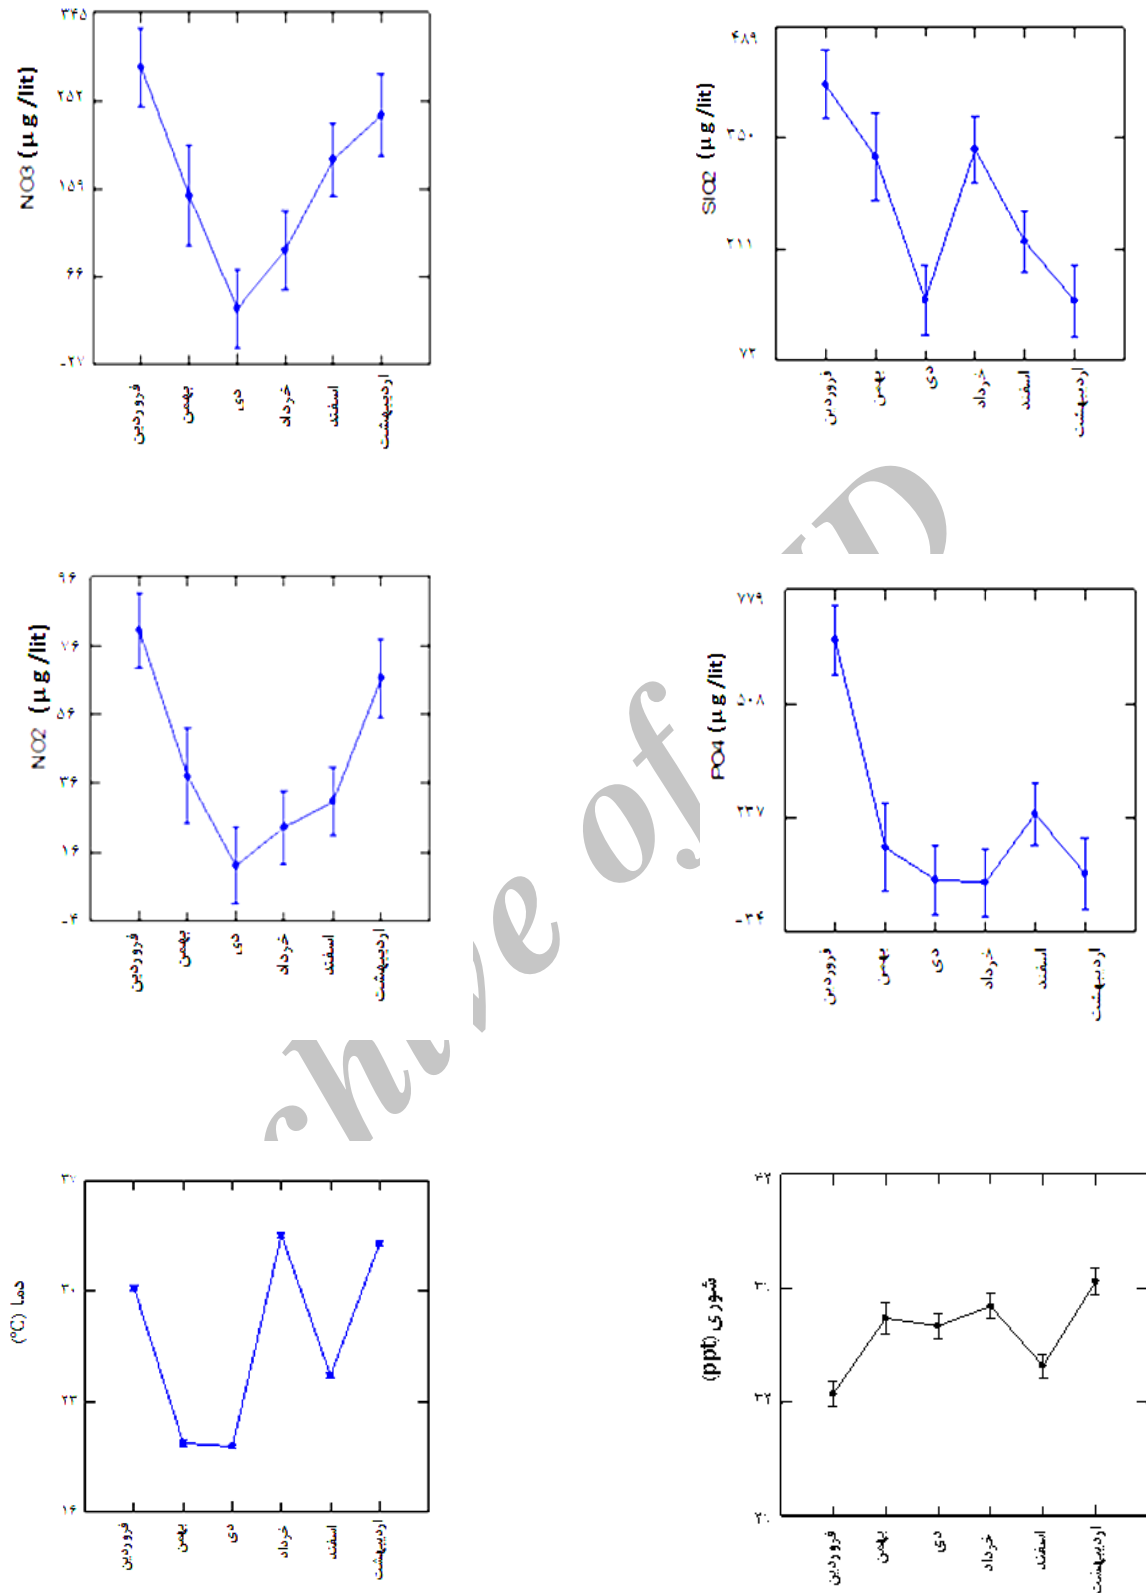 NO3 (µg/lit)
۳۴۵
۲۵۲
۱۵۹
۶۶
-۲۷
فروردین
بهمن
دی
خرداد
اسفند
اردیبهشت
SIO2 (µg/lit)
۴۸۹
۳۵۰
۲۱۱
۷۲
فروردین
بهمن
دی
خرداد
اسفند
اردیبهشت
NO2 (µg/lit)
۹۶
۷۶
۵۶
۳۶
۱۶
-۴
فروردین
بهمن
دی
خرداد
اسفند
اردیبهشت
PO4 (µg/lit)
۷۷۹
۵۰۸
۲۳۷
-۳۴
فروردین
بهمن
دی
خرداد
اسفند
اردیبهشت
دما (°C)
۳۷
۳۰
۲۳
۱۶
فروردین
بهمن
دی
خرداد
اسفند
اردیبهشت
شوری (ppt)
فروردین
بهمن
دی
خرداد
اسفند
اردیبهشت
hive of